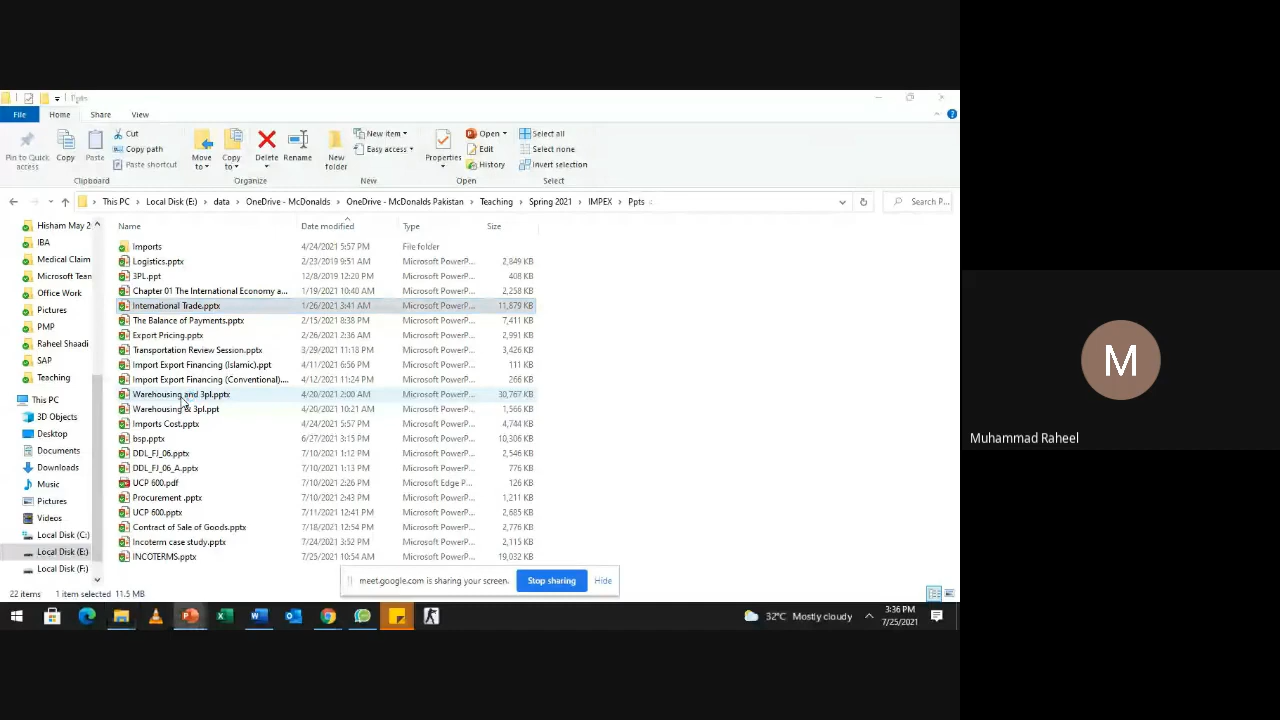 Ppts
File Home Share View
Pin to Quick access
Copy
Paste
Cut
Copy path
Paste shortcut
Clipboard
Move to
Copy to
Delete
Rename
Organize
New folder
New item
Easy access
New
Properties
Open
Edit
History
Open
Select all
Select none
Invert selection
Select
This PC > Local Disk (E:) > data > OneDrive - McDonalds > OneDrive - McDonalds Pakistan > Teaching > Spring 2021 > IMPEX > Ppts
Search P...
Hisham May 2
IBA
Medical Claim
Microsoft Team
Office Work
Pictures
PMP
Raheel Shaadi
SAP
Teaching
This PC
3D Objects
Desktop
Documents
Downloads
Music
Pictures
Videos
Local Disk (C:)
Local Disk (E:)
Local Disk (F:)
Name Date modified Type Size
Imports 4/24/2021 5:57 PM File folder
Logistics.pptx 2/23/2019 9:51 AM Microsoft PowerP... 2,849 KB
3PL.ppt 12/8/2019 12:20 PM Microsoft PowerP... 408 KB
Chapter 01 The International Economy a... 1/19/2021 10:40 AM Microsoft PowerP... 2,258 KB
International Trade.pptx 1/26/2021 3:41 AM Microsoft PowerP... 11,879 KB
The Balance of Payments.pptx 2/15/2021 8:38 PM Microsoft PowerP... 7,411 KB
Export Pricing.pptx 2/26/2021 2:36 AM Microsoft PowerP... 2,991 KB
Transportation Review Session.pptx 3/29/2021 11:18 PM Microsoft PowerP... 3,426 KB
Import Export Financing (Islamic).ppt 4/11/2021 6:56 PM Microsoft PowerP... 111 KB
Import Export Financing (Conventional).... 4/12/2021 11:24 PM Microsoft PowerP... 266 KB
Warehousing and 3pl.pptx 4/20/2021 2:00 AM Microsoft PowerP... 30,767 KB
Warehousing & 3pl.ppt 4/20/2021 10:21 AM Microsoft PowerP... 1,566 KB
Imports Cost.pptx 4/24/2021 5:57 PM Microsoft PowerP... 4,744 KB
bsp.pptx 6/27/2021 3:15 PM Microsoft PowerP... 10,306 KB
DDL_FJ_06.pptx 7/10/2021 1:12 PM Microsoft PowerP... 2,546 KB
DDL_FJ_06_A.pptx 7/10/2021 1:13 PM Microsoft PowerP... 776 KB
UCP 600.pdf 7/10/2021 2:26 PM Microsoft Edge P... 126 KB
Procurement .pptx 7/10/2021 2:43 PM Microsoft PowerP... 1,211 KB
UCP 600.pptx 7/11/2021 12:41 PM Microsoft PowerP... 2,685 KB
Contract of Sale of Goods.pptx 7/18/2021 12:54 PM Microsoft PowerP... 2,776 KB
Incoterm case study.pptx 7/24/2021 3:52 PM Microsoft PowerP... 2,115 KB
INCOTERMS.pptx 7/25/2021 10:54 AM Microsoft PowerP... 19,032 KB
meet.google.com is sharing your screen. Stop sharing Hide
22 items 1 item selected 11.5 MB
32°C Mostly cloudy
3:36 PM
7/25/2021
M
Muhammad Raheel